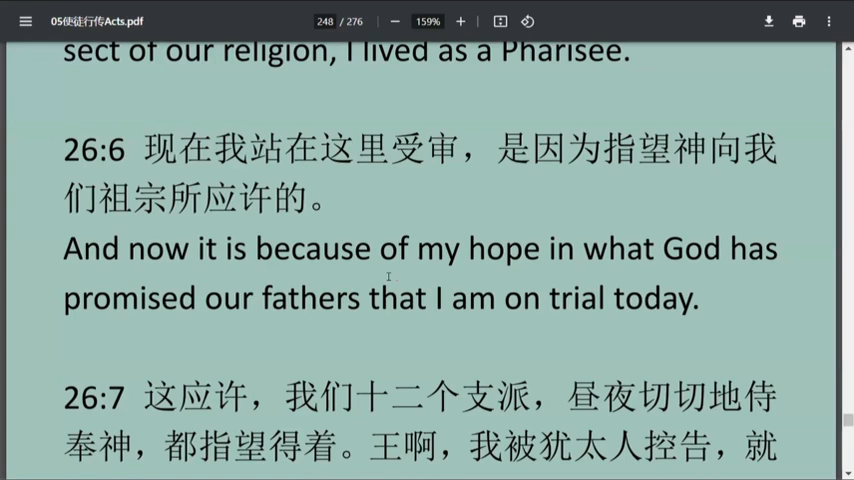 05使徒行传Acts.pdf
248 / 276
159%
sect of our religion, I lived as a Pharisee.
26:6 现在我站在这里受审，是因为指望神向我
们祖宗所应许的。
And now it is because of my hope in what God has
promised our fathers that I am on trial today.
26:7 这应许，我们十二个支派，昼夜切切地侍
奉神，都指望得着。王啊，我被犹太人控告，就